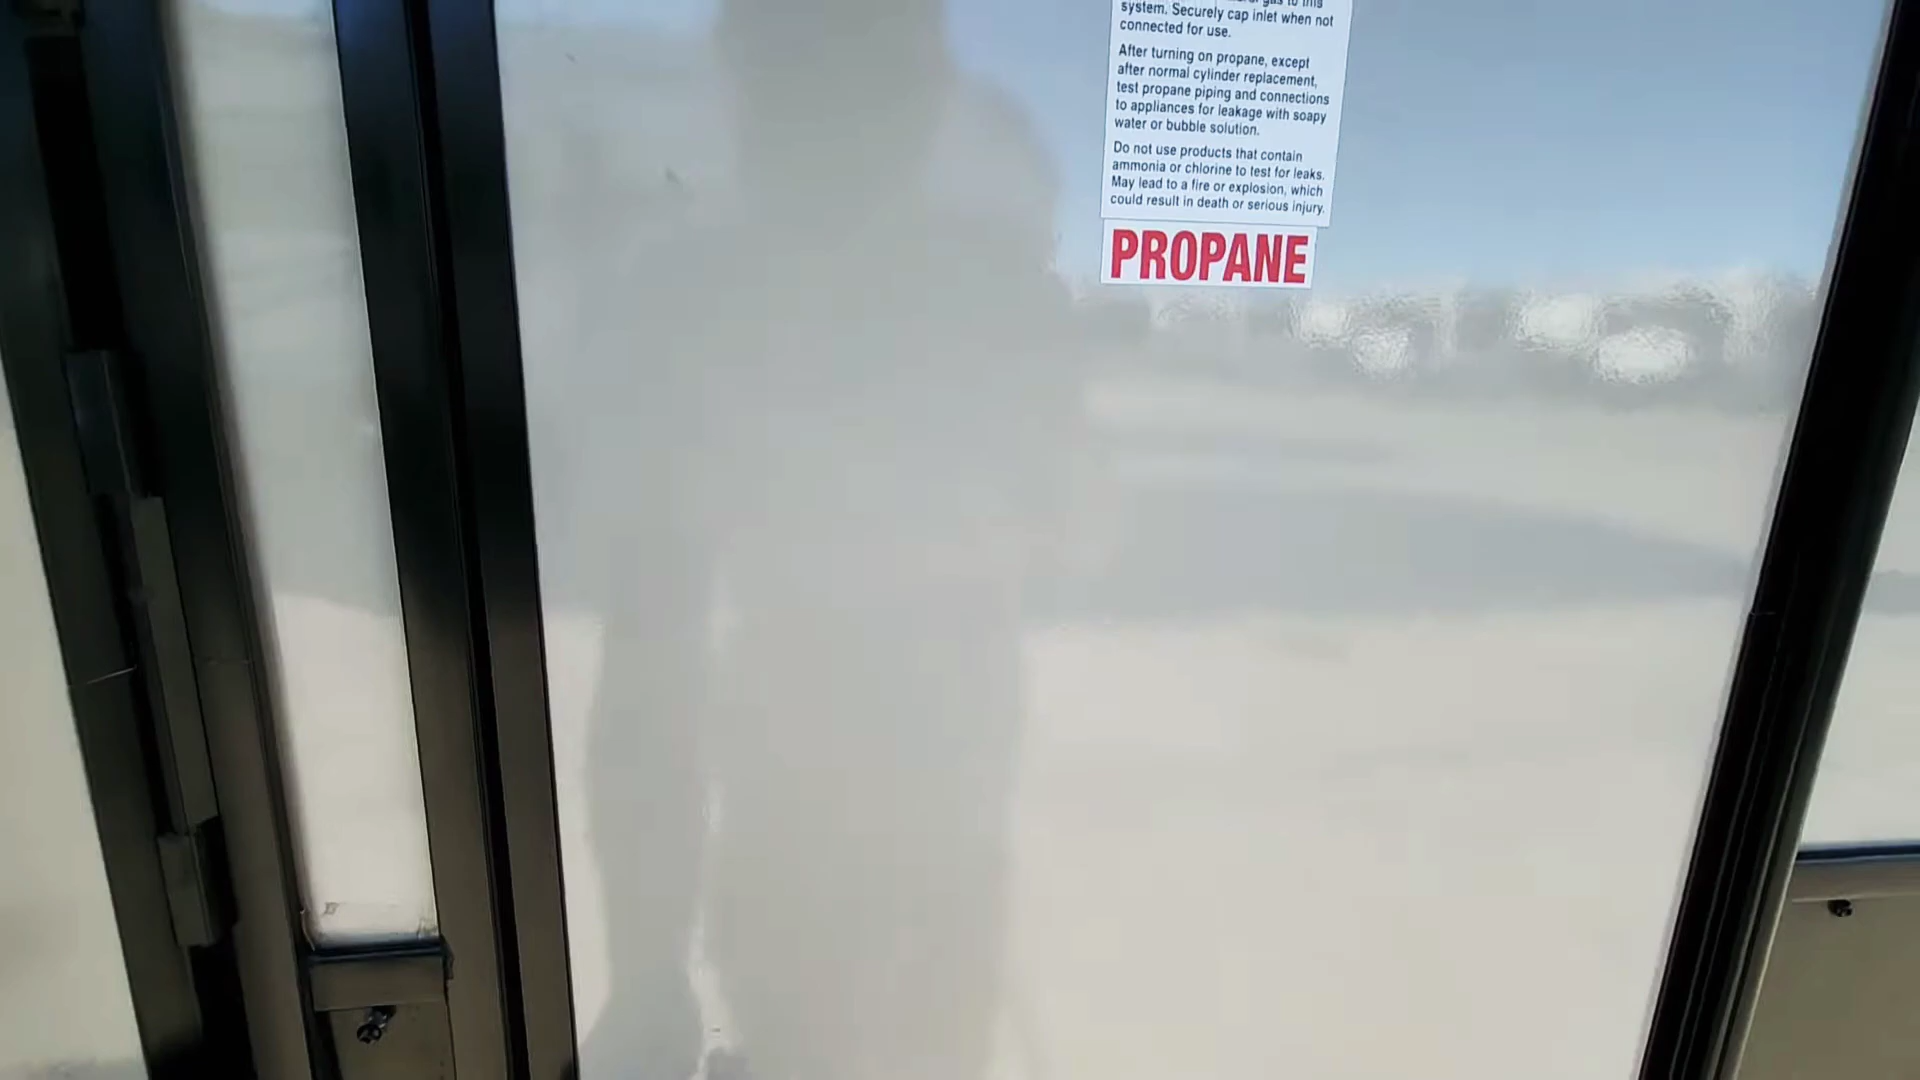 gas to this
system. Securely cap inlet when not
connected for use.
After turning on propane, except
after normal cylinder replacement,
test propane piping and connections
to appliances for leakage with soapy
water or bubble solution.
Do not use products that contain
ammonia or chlorine to test for leaks.
May lead to a fire or explosion, which
could result in death or serious injury.
PROPANE